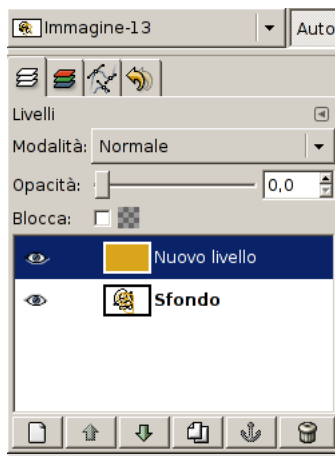 Immagine-13
Auto
Livelli
Modalità: Normale
Opacità: 0,0
Blocca:
Nuovo livello
Sfondo